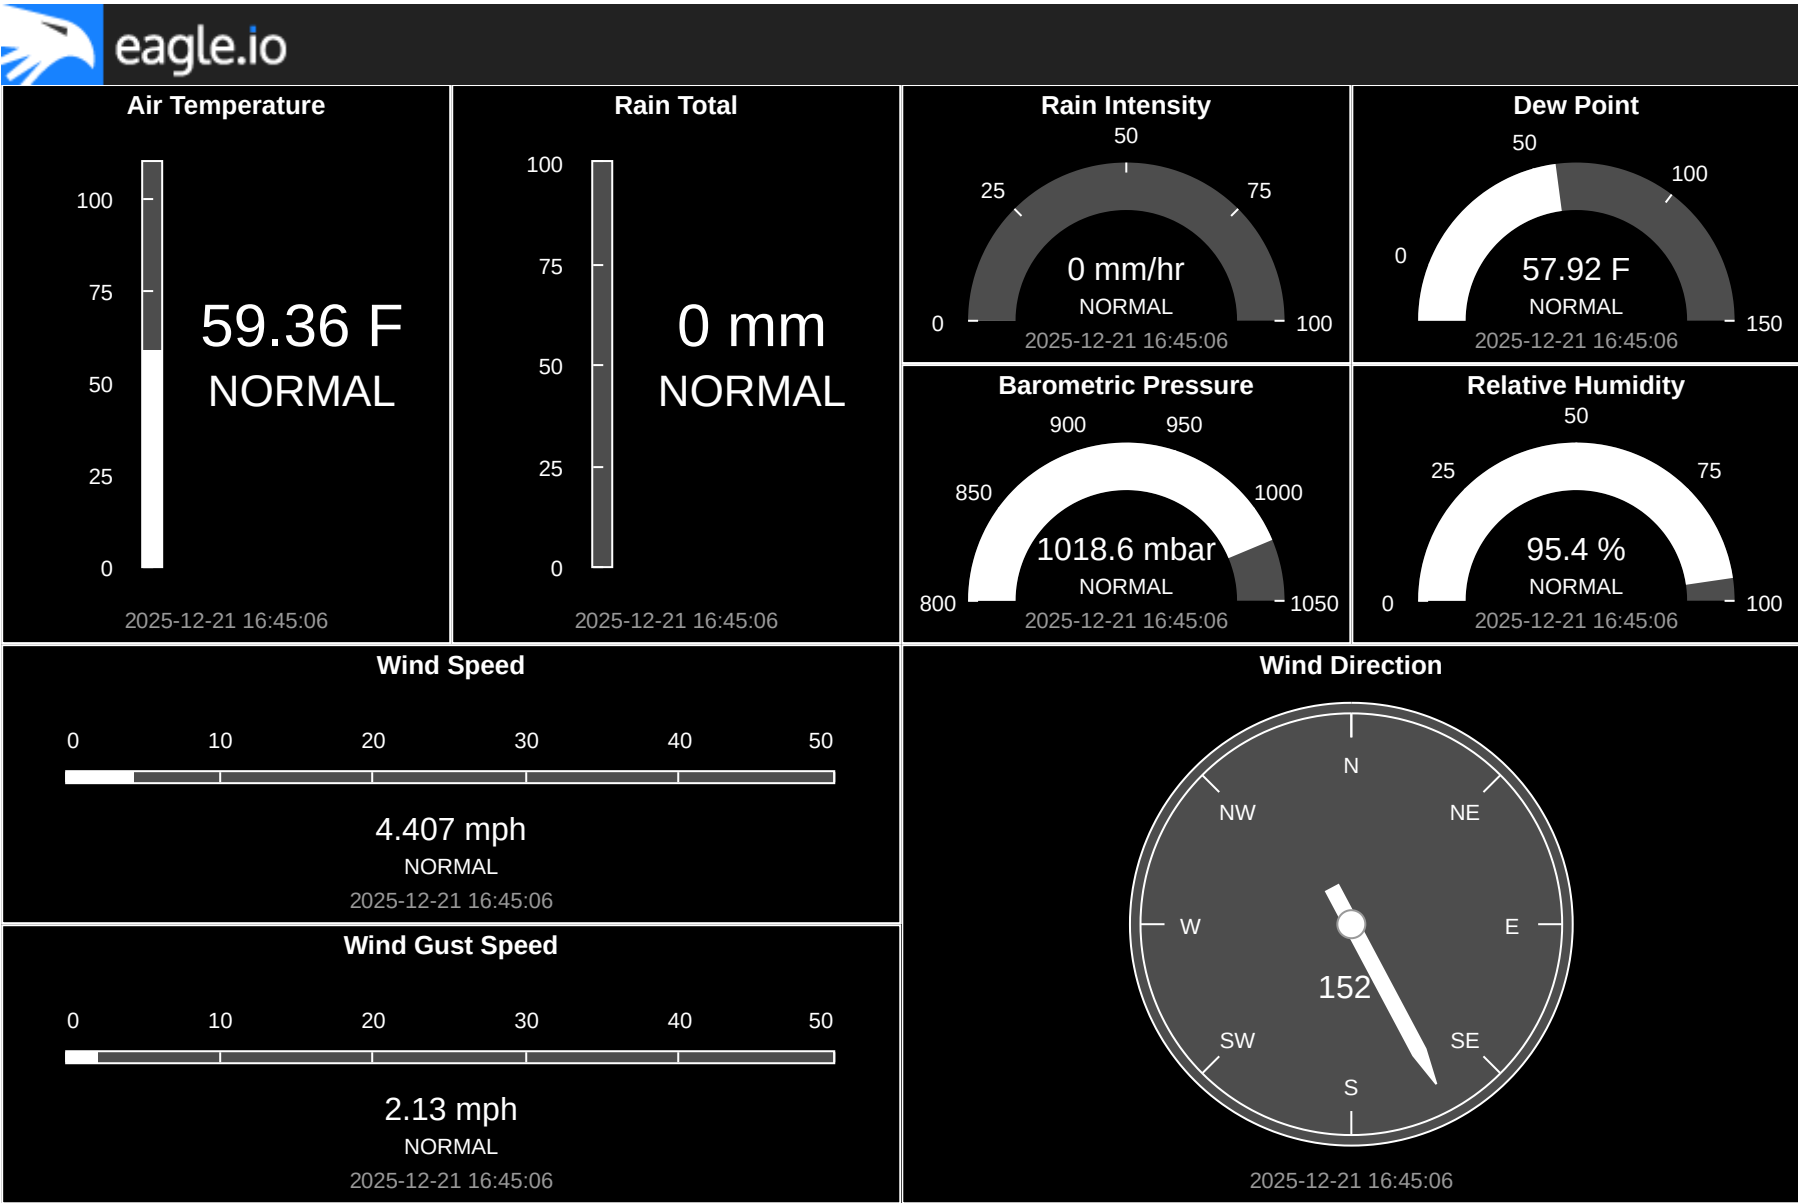 eagle.io
Air Temperature
100
75
50
25
0
59.36 F
NORMAL
2025-12-21 16:45:06
Rain Total
100
75
50
25
0
0 mm
NORMAL
2025-12-21 16:45:06
Rain Intensity
50
25
75
0
100
0 mm/hr
NORMAL
2025-12-21 16:45:06
Dew Point
50
100
0
150
57.92 F
NORMAL
2025-12-21 16:45:06
Barometric Pressure
900
950
850
1000
800
1050
1018.6 mbar
NORMAL
2025-12-21 16:45:06
Relative Humidity
50
25
75
0
100
95.4 %
NORMAL
2025-12-21 16:45:06
Wind Speed
0 10 20 30 40 50
4.407 mph
NORMAL
2025-12-21 16:45:06
Wind Gust Speed
0 10 20 30 40 50
2.13 mph
NORMAL
2025-12-21 16:45:06
Wind Direction
N
NW
NE
W
E
152
SW
SE
S
2025-12-21 16:45:06